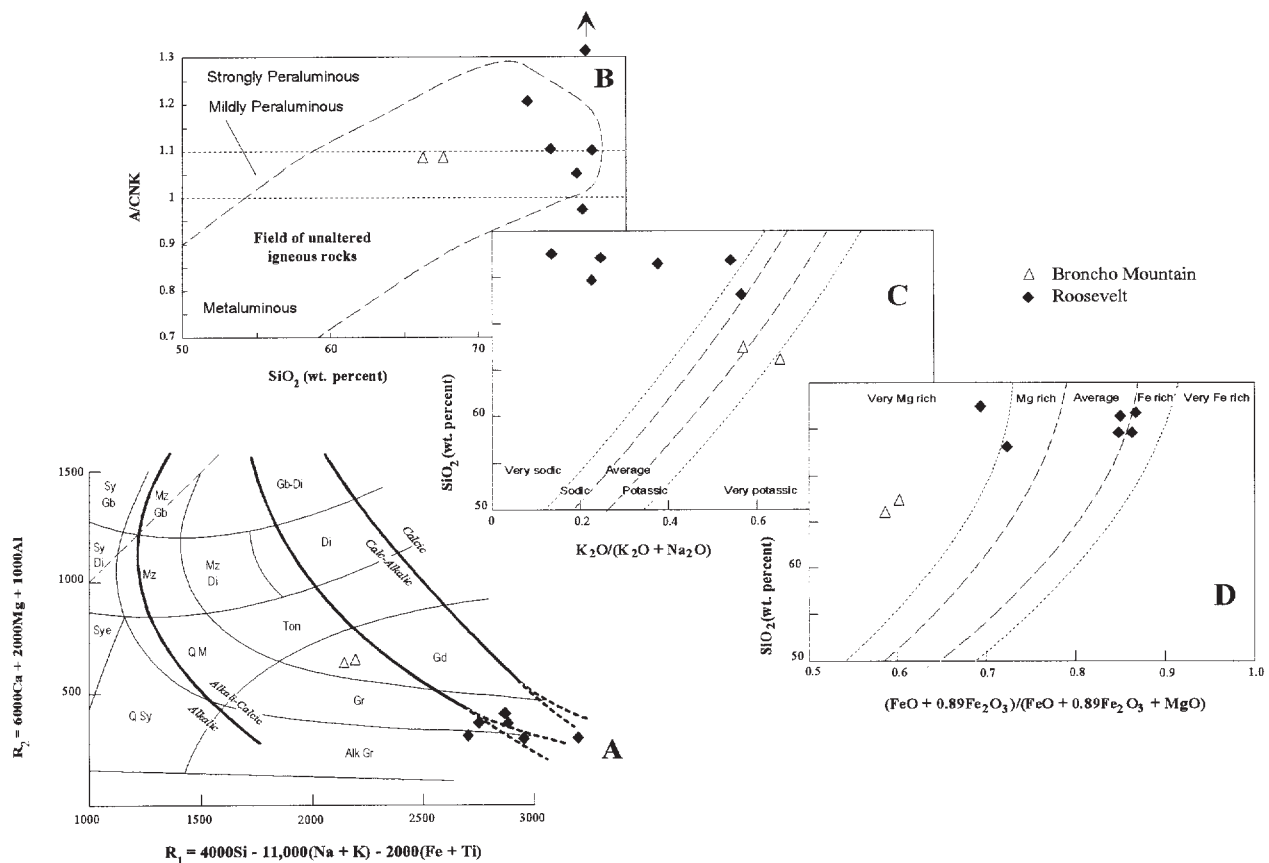 B
1.3
1.2
1.1
1
0.9
0.8
0.7
A/CNK
Strongly Peraluminous
Mildly Peraluminous
Field of unaltered
igneous rocks
Metaluminous
50
60
70
SiO2 (wt. percent)
C
60
50
SiO2 (wt. percent)
Very sodic
Sodic
Average
Potassic
Very potassic
0
0.2
0.4
0.6
K2O/(K2O + Na2O)
Broncho Mountain
Roosevelt
D
Very Mg rich
Mg rich
Average
Fe rich
Very Fe rich
60
50
SiO2 (wt. percent)
0.5
0.6
0.8
0.9
1.0
(FeO + 0.89Fe2O3)/(FeO + 0.89Fe2O3 + MgO)
A
1500
1000
500
0
R2 = 6000Ca + 2000Mg + 1000Al
Sy
Gb
Mz
Gb
Gb-Di
Sy
Di
Mz
Mz
Di
Di
Calcic
Calc-Alkalic
Sye
Q M
Ton
Gd
Alkali-Calcic
Alkalic
Gr
Q Sy
Alk Gr
1000
1500
2000
2500
3000
R1 = 4000Si - 11,000(Na + K) - 2000(Fe + Ti)